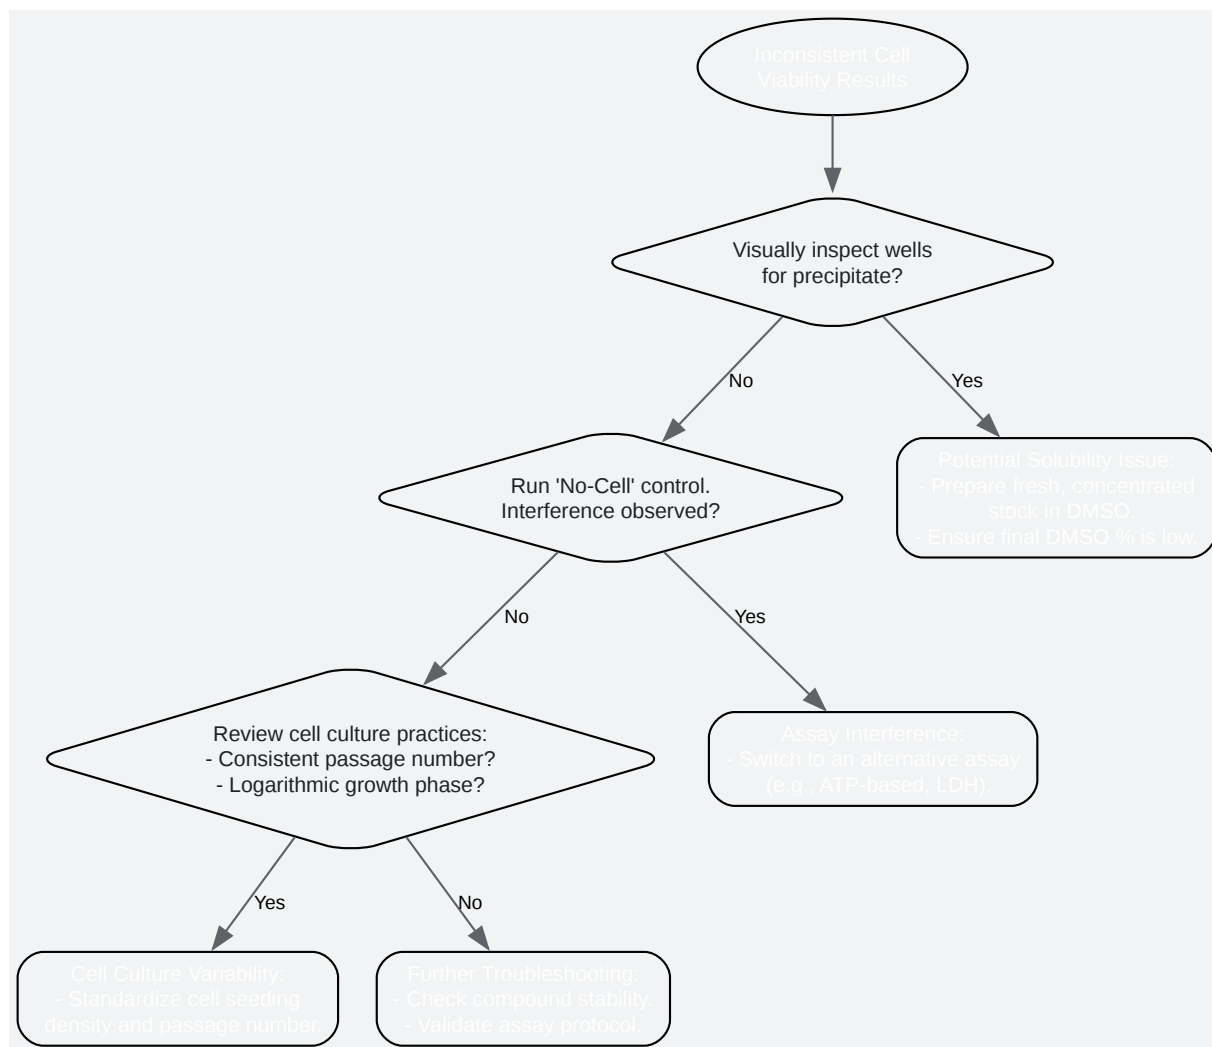 Inconsistent Cell
Viability Results
Visually inspect wells
for precipitate?
No
Yes
Potential Solubility Issue:
- Prepare fresh, concentrated
stock in DMSO.
- Ensure final DMSO % is low.
Run 'No-Cell' control.
Interference observed?
No
Yes
Review cell culture practices:
- Consistent passage number?
- Logarithmic growth phase?
Assay Interference:
- Switch to an alternative assay
(e.g., ATP-based, LDH).
Yes
No
Cell Culture Variability:
- Standardize cell seeding
density and passage number.
Further Troubleshooting:
- Check compound stability.
- Validate assay protocol.